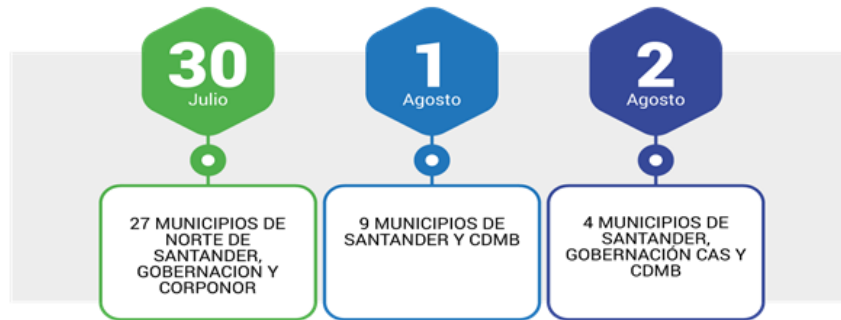 30
Julio
27 MUNICIPIOS DE
NORTE DE
SANTANDER,
GOBERNACION Y
CORPONOR
1
Agosto
9 MUNICIPIOS DE
SANTANDER Y CDMB
2
Agosto
4 MUNICIPIOS DE
SANTANDER,
GOBERNACIÓN CAS Y
CDMB